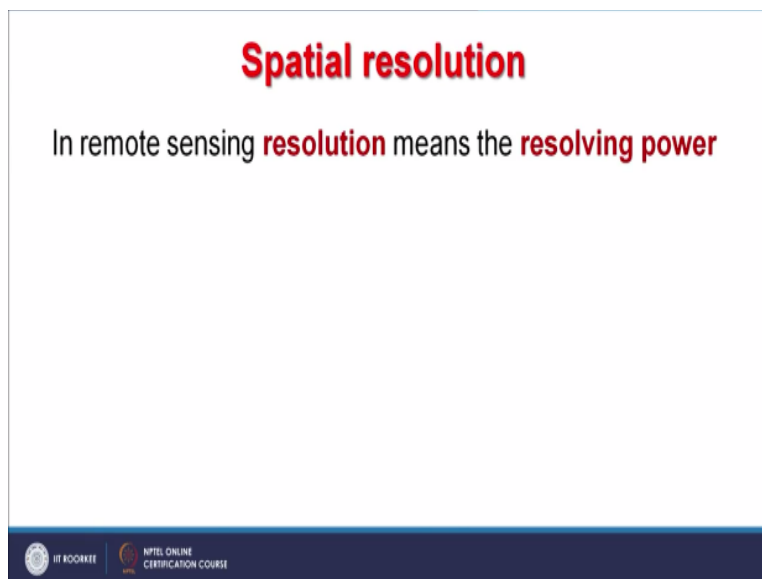 Spatial resolution
In remote sensing resolution means the resolving power
IIT ROORKEE
NPTEL ONLINE
CERTIFICATION COURSE